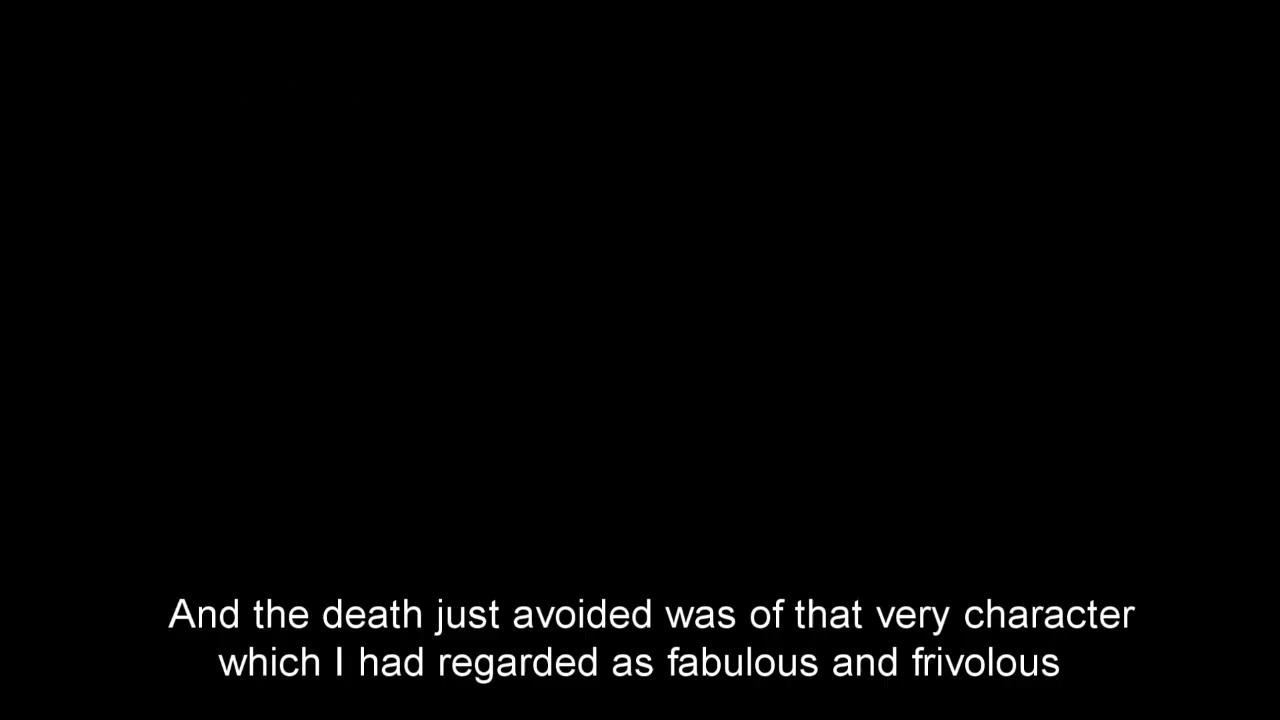 And the death just avoided was of that very character
which I had regarded as fabulous and frivolous